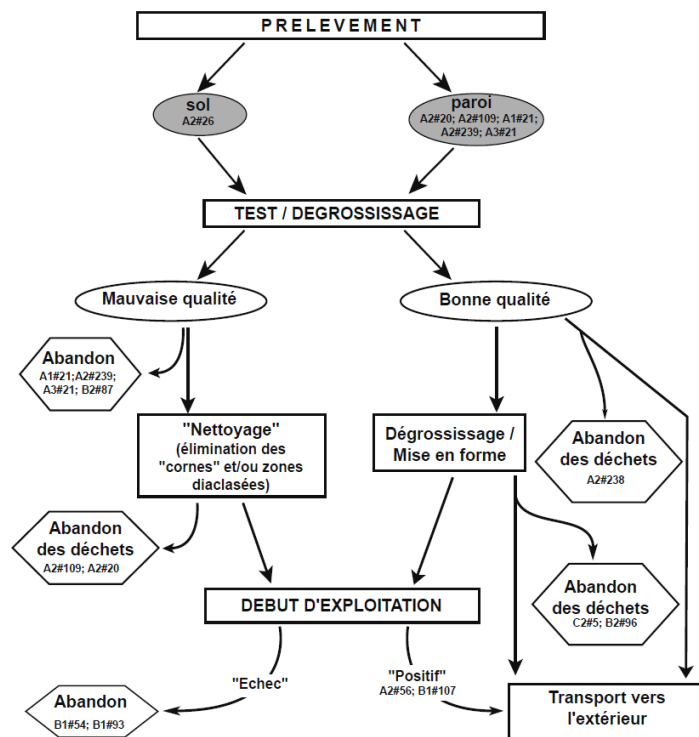 PRELEVEMENT
sol
A2#26
paroi
A2#20; A2#109; A1#21;
A2#239; A3#21
TEST / DEGROSSISSAGE
Mauvaise qualité
Bonne qualité
Abandon
A1#21;A2#239;
A3#21; B2#87
"Nettoyage"
(élimination des
"cornes" et/ou zones
diaclasées)
Dégrossissage /
Mise en forme
Abandon
des déchets
A2#238
Abandon
des déchets
A2#109; A2#20
Abandon
des déchets
C2#5; B2#96
DEBUT D'EXPLOITATION
"Echec"
"Positif"
A2#56; B1#107
Abandon
B1#54; B1#93
Transport vers
l'extérieur